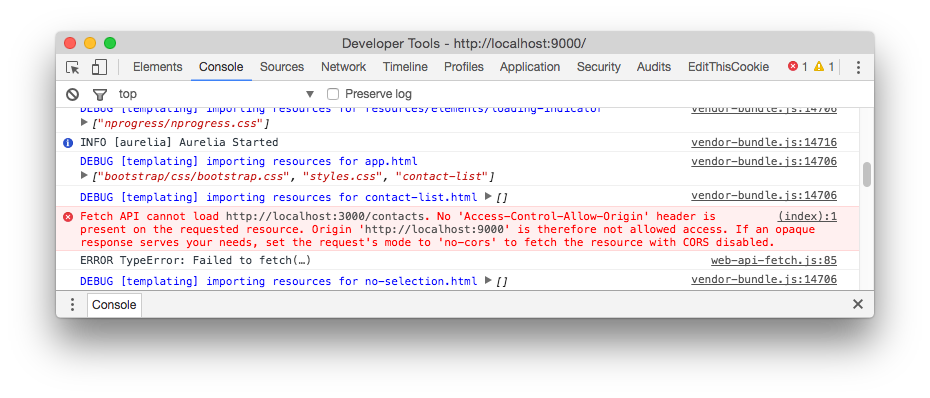 Developer Tools - http://localhost:9000/
Elements Console Sources Network Timeline Profiles Application Security Audits EditThisCookie 1 1
top Preserve log
DEBUG [templating] importing resources for resources/elements/loading-indicator vendor-bundle.js:14706
["nprogress/nprogress.css"]
INFO [aurelia] Aurelia Started vendor-bundle.js:14716
DEBUG [templating] importing resources for app.html vendor-bundle.js:14706
["bootstrap/css/bootstrap.css", "styles.css", "contact-list"]
DEBUG [templating] importing resources for contact-list.html [] vendor-bundle.js:14706
Fetch API cannot load http://localhost:3000/contacts. No 'Access-Control-Allow-Origin' header is (index):1
present on the requested resource. Origin 'http://localhost:9000' is therefore not allowed access. If an opaque
response serves your needs, set the request's mode to 'no-cors' to fetch the resource with CORS disabled.
ERROR TypeError: Failed to fetch(…) web-api-fetch.js:85
DEBUG [templating] importing resources for no-selection.html [] vendor-bundle.js:14706
Console